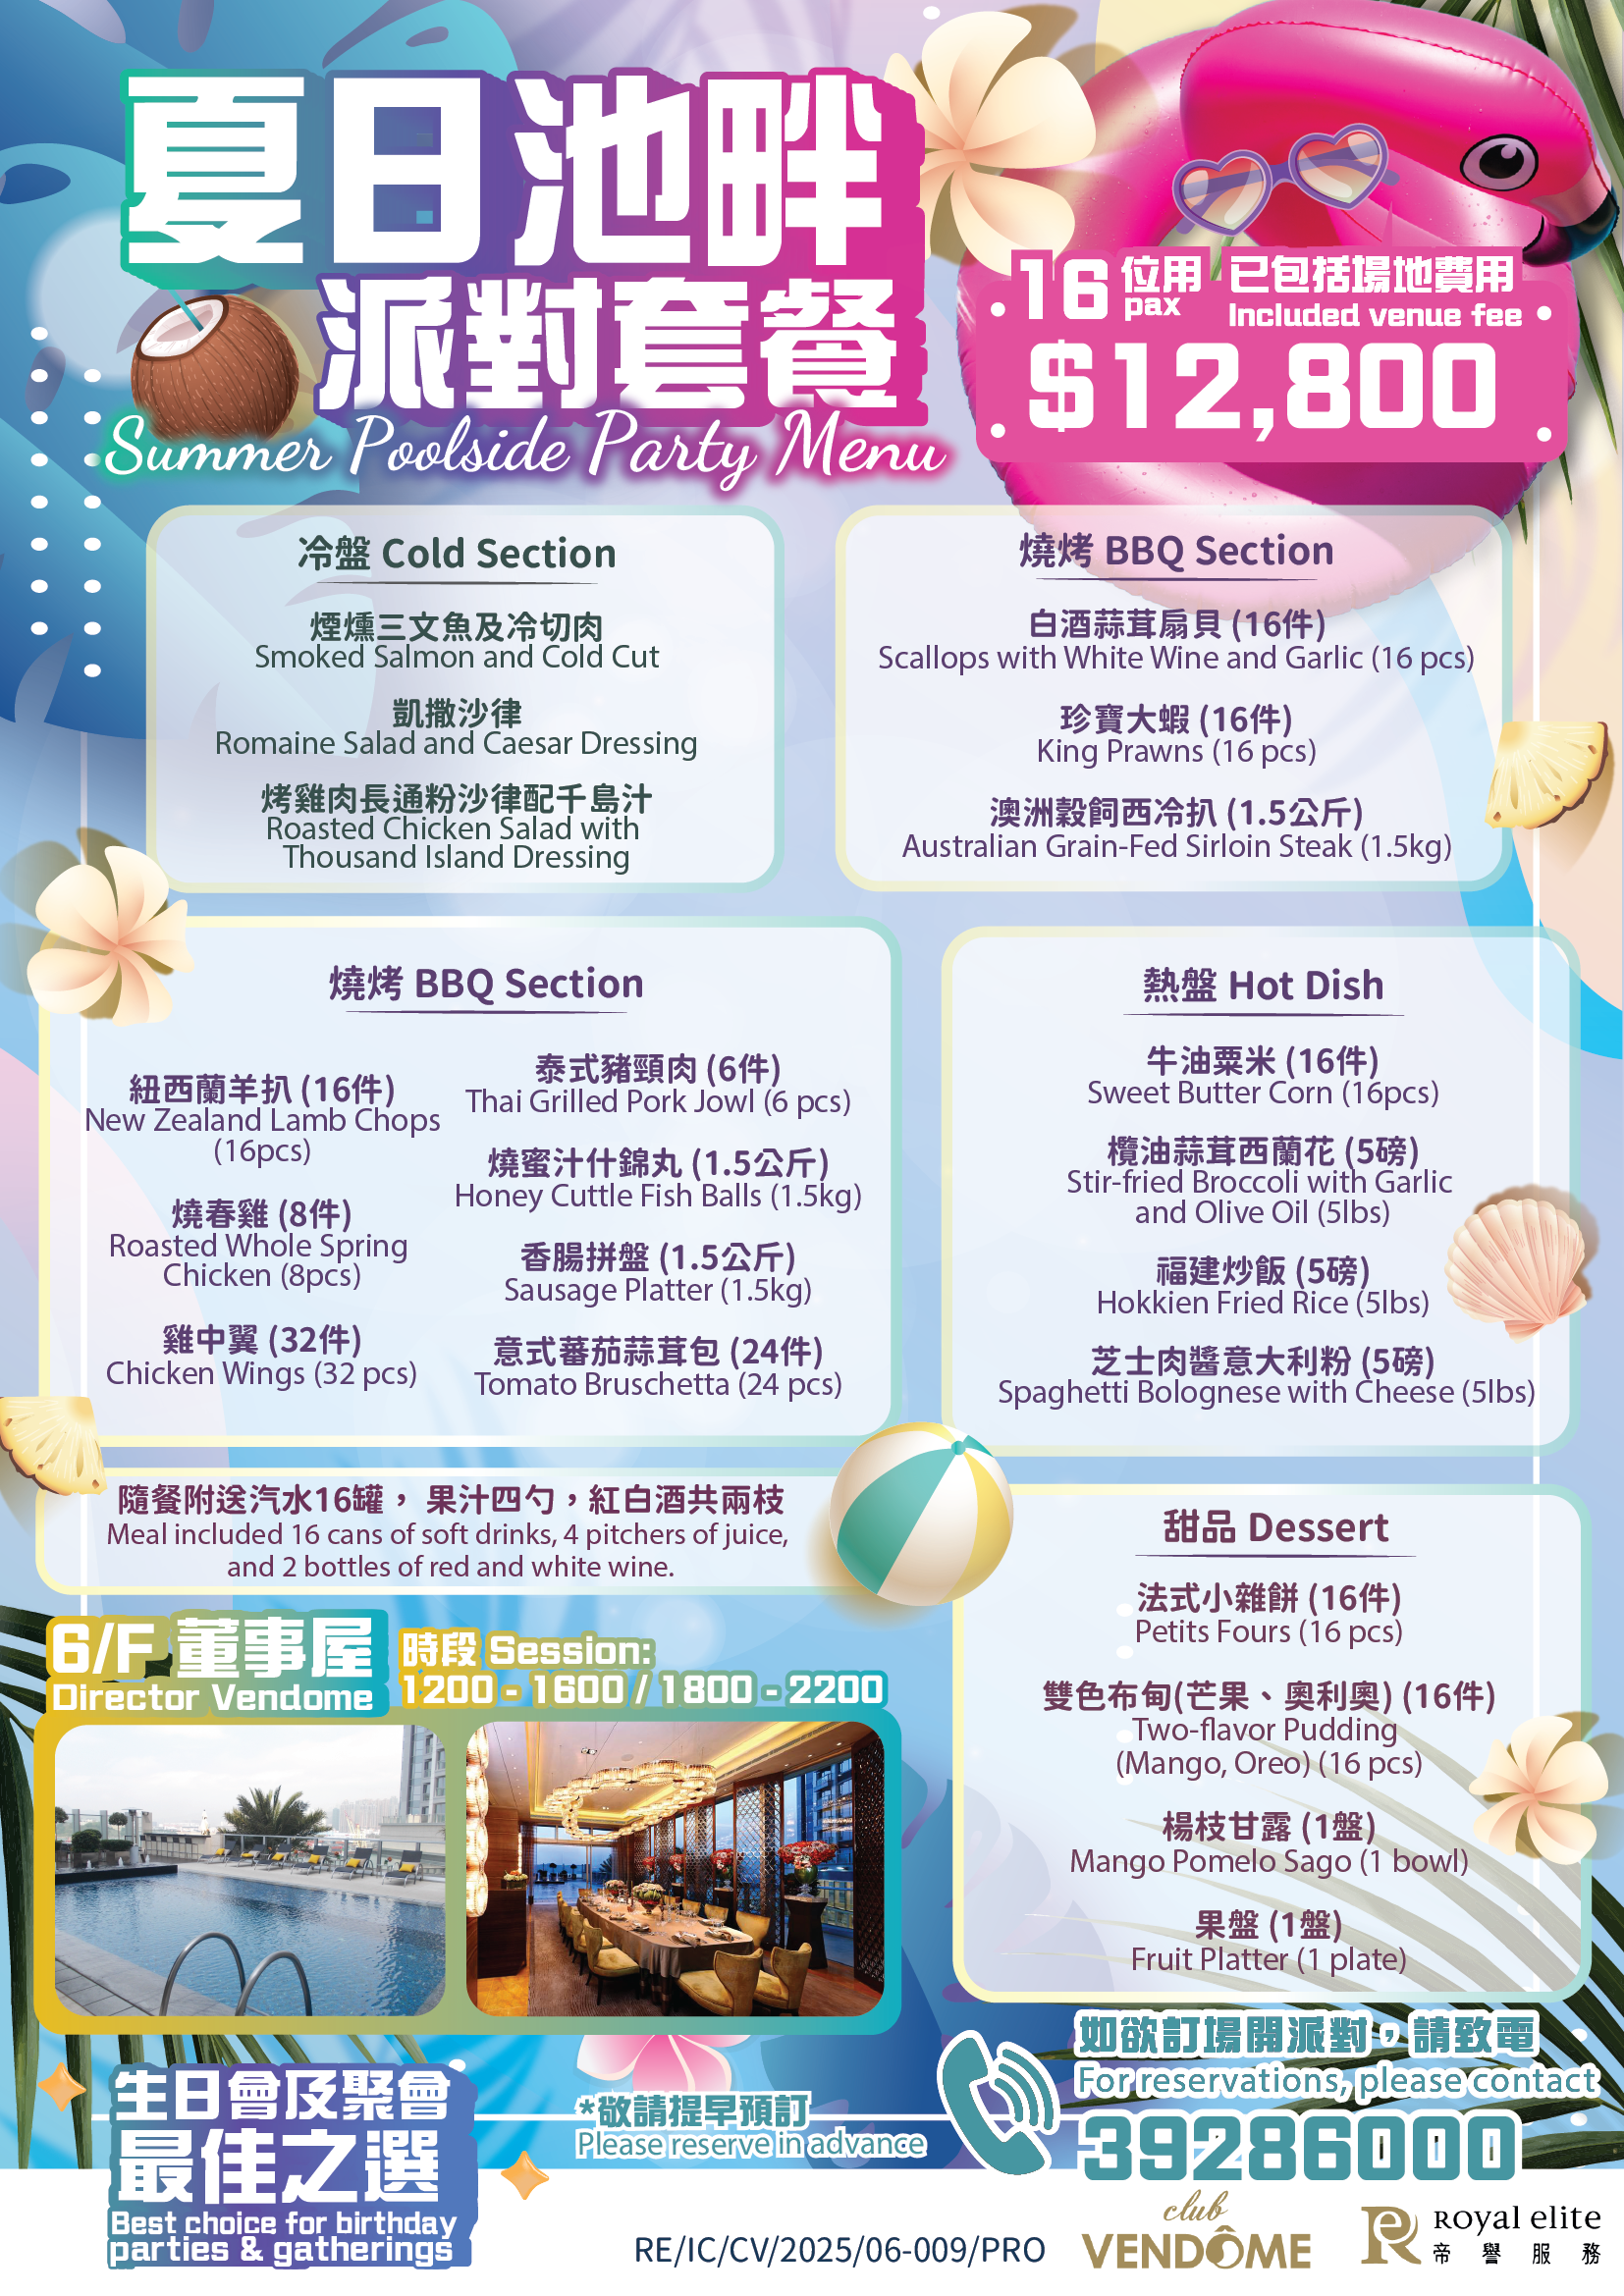 夏日池畔
派對套餐
Summer Poolside Party Menu
16 位用 pax 已包括場地費用
Included venue fee
$12,800
冷盤 Cold Section
煙燻三文魚及冷切肉
Smoked Salmon and Cold Cut
凱撒沙律
Romaine Salad and Caesar Dressing
烤雞肉長通粉沙律配千島汁
Roasted Chicken Salad with
Thousand Island Dressing
燒烤 BBQ Section
白酒蒜茸扇貝 (16件)
Scallops with White Wine and Garlic (16 pcs)
珍寶大蝦 (16件)
King Prawns (16 pcs)
澳洲穀飼西冷扒 (1.5公斤)
Australian Grain-Fed Sirloin Steak (1.5kg)
燒烤 BBQ Section
紐西蘭羊扒 (16件)
New Zealand Lamb Chops
(16pcs)
燒春雞 (8件)
Roasted Whole Spring
Chicken (8pcs)
雞中翼 (32件)
Chicken Wings (32 pcs)
泰式豬頸肉 (6件)
Thai Grilled Pork Jowl (6 pcs)
燒蜜汁什錦丸 (1.5公斤)
Honey Cuttle Fish Balls (1.5kg)
香腸拼盤 (1.5公斤)
Sausage Platter (1.5kg)
意式蕃茄蒜茸包 (24件)
Tomato Bruschetta (24 pcs)
熱盤 Hot Dish
牛油粟米 (16件)
Sweet Butter Corn (16pcs)
欖油蒜茸西蘭花 (5磅)
Stir-fried Broccoli with Garlic
and Olive Oil (5lbs)
福建炒飯 (5磅)
Hokkien Fried Rice (5lbs)
芝士肉醬意大利粉 (5磅)
Spaghetti Bolognese with Cheese (5lbs)
隨餐附送汽水16罐， 果汁四勺，紅白酒共兩枝
Meal included 16 cans of soft drinks, 4 pitchers of juice,
and 2 bottles of red and white wine.
甜品 Dessert
法式小雜餅 (16件)
Petits Fours (16 pcs)
雙色布甸(芒果、奧利奧) (16件)
Two-flavor Pudding
(Mango, Oreo) (16 pcs)
楊枝甘露 (1盤)
Mango Pomelo Sago (1 bowl)
果盤 (1盤)
Fruit Platter (1 plate)
6/F 董事屋
Director Vendome
時段 Session:
1200 - 1600 / 1800 - 2200
生日會及聚會
最佳之選
Best choice for birthday
parties & gatherings
*敬請提早預訂
Please reserve in advance
如欲訂場開派對，請致電
For reservations, please contact
39286000
RE/IC/CV/2025/06-009/PRO
club
VENDÔME
Re
Royal elite
帝譽服務